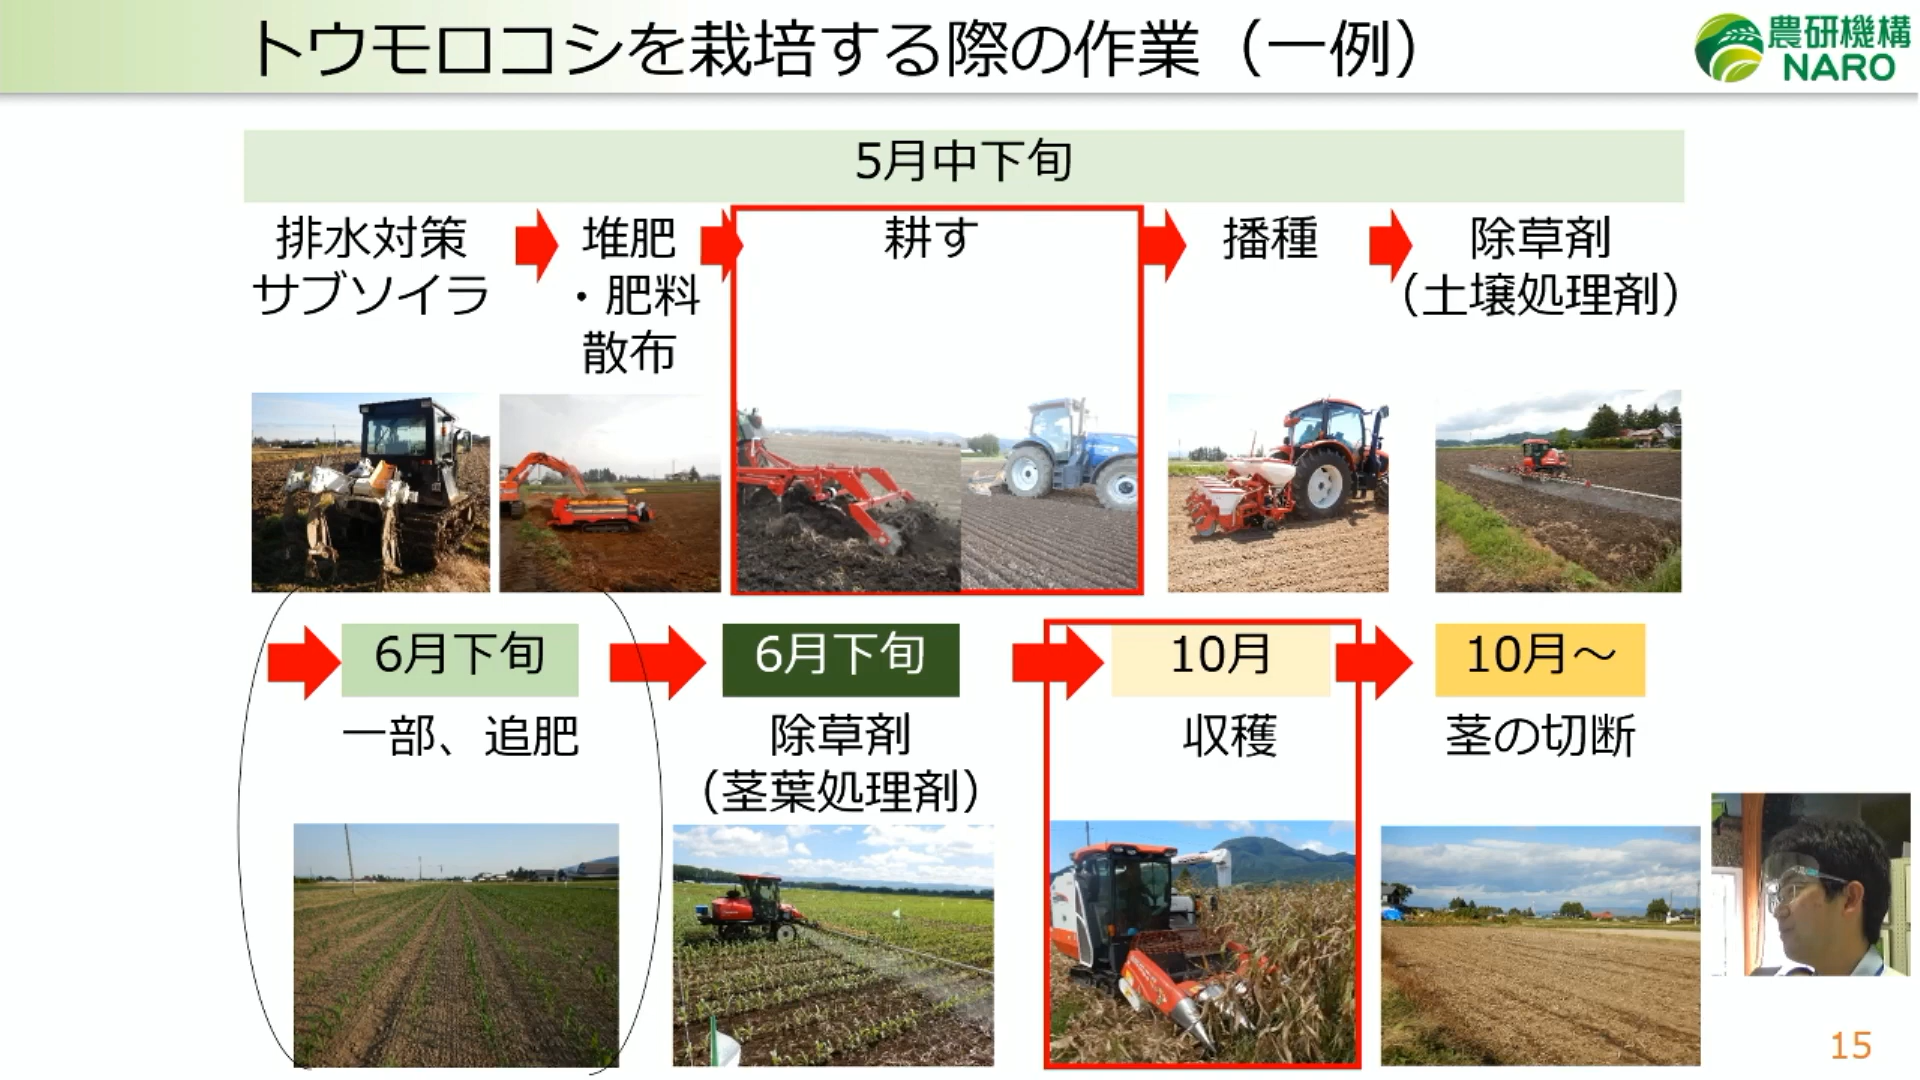 トウモロコシを栽培する際の作業（一例）
農研機構
NARO
5月中下旬
排水対策
サブソイラ
堆肥
・肥料
散布
耕す
播種
除草剤
（土壌処理剤）
6月下旬
一部、追肥
6月下旬
除草剤
（茎葉処理剤）
10月
収穫
10月～
茎の切断
15